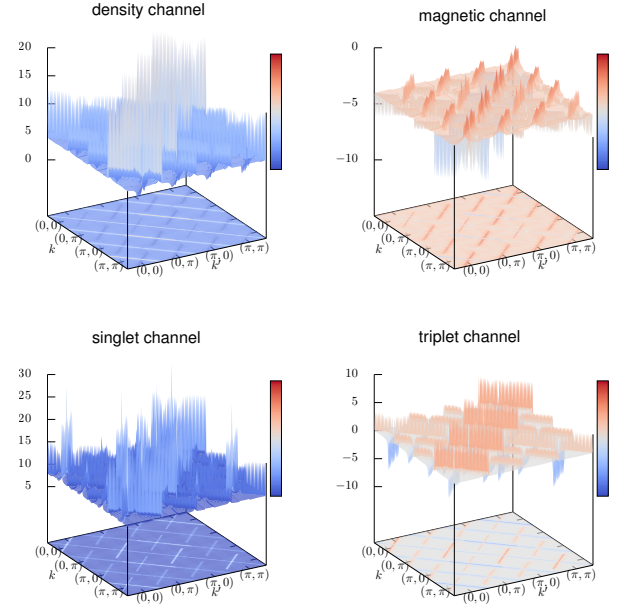 density channel
20
15
10
5
0
(0, 0)
(0, π)
(π, 0)
(π, π)
k
(0, 0)
(0, π)
(π, 0)
(π, π)
k'
magnetic channel
0
−5
−10
(0, 0)
(0, π)
(π, 0)
(π, π)
k
(0, 0)
(0, π)
(π, 0)
(π, π)
k'
singlet channel
30
25
20
15
10
5
(0, 0)
(0, π)
(π, 0)
(π, π)
k
(0, 0)
(0, π)
(π, 0)
(π, π)
k'
triplet channel
10
5
0
−5
−10
(0, 0)
(0, π)
(π, 0)
(π, π)
k
(0, 0)
(0, π)
(π, 0)
(π, π)
k'